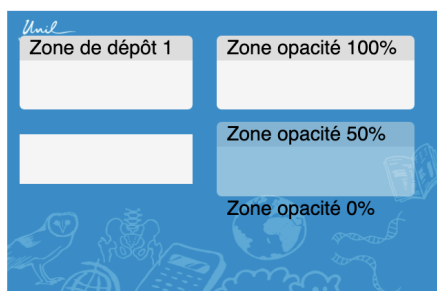 Unil
Zone de dépôt 1
Zone opacité 100%
Zone opacité 50%
Zone opacité 0%